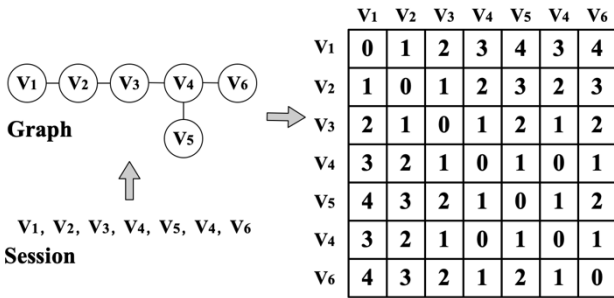 V1 V2 V3 V4 V6
V5
Graph
V1, V2, V3, V4, V5, V4, V6
Session
V1 V2 V3 V4 V5 V4 V6
V1 0 1 2 3 4 3 4
V2 1 0 1 2 3 2 3
V3 2 1 0 1 2 1 2
V4 3 2 1 0 1 0 1
V5 4 3 2 1 0 1 2
V4 3 2 1 0 1 0 1
V6 4 3 2 1 2 1 0